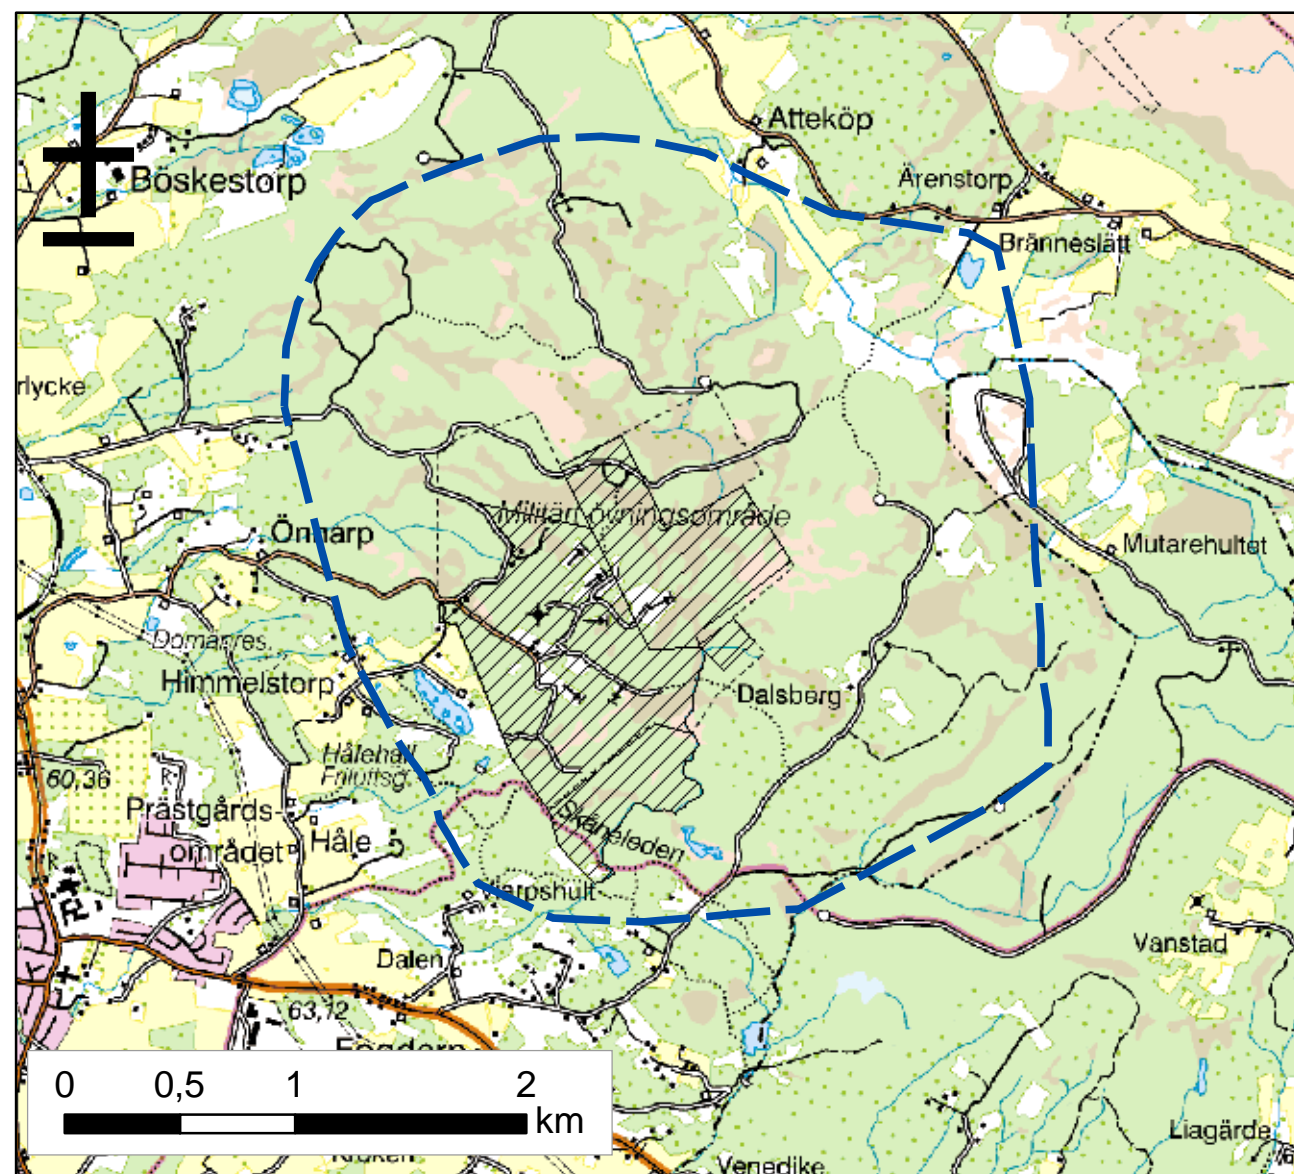 Atteköp
Böskestorp
Ärenstorp
Bränneslätt
rlycke
Militärt övningsområde
Önnarp
Mutarehultet
Domänres.
Himmelstorp
Dalsberg
Hålehall
Friluftsg.
60,36
R
Prästgårds-
området
Håle
Skåneleden
R
Vanstad
Dalen
63,12
0 0,5 1 2
km
Liagärde
Venedike